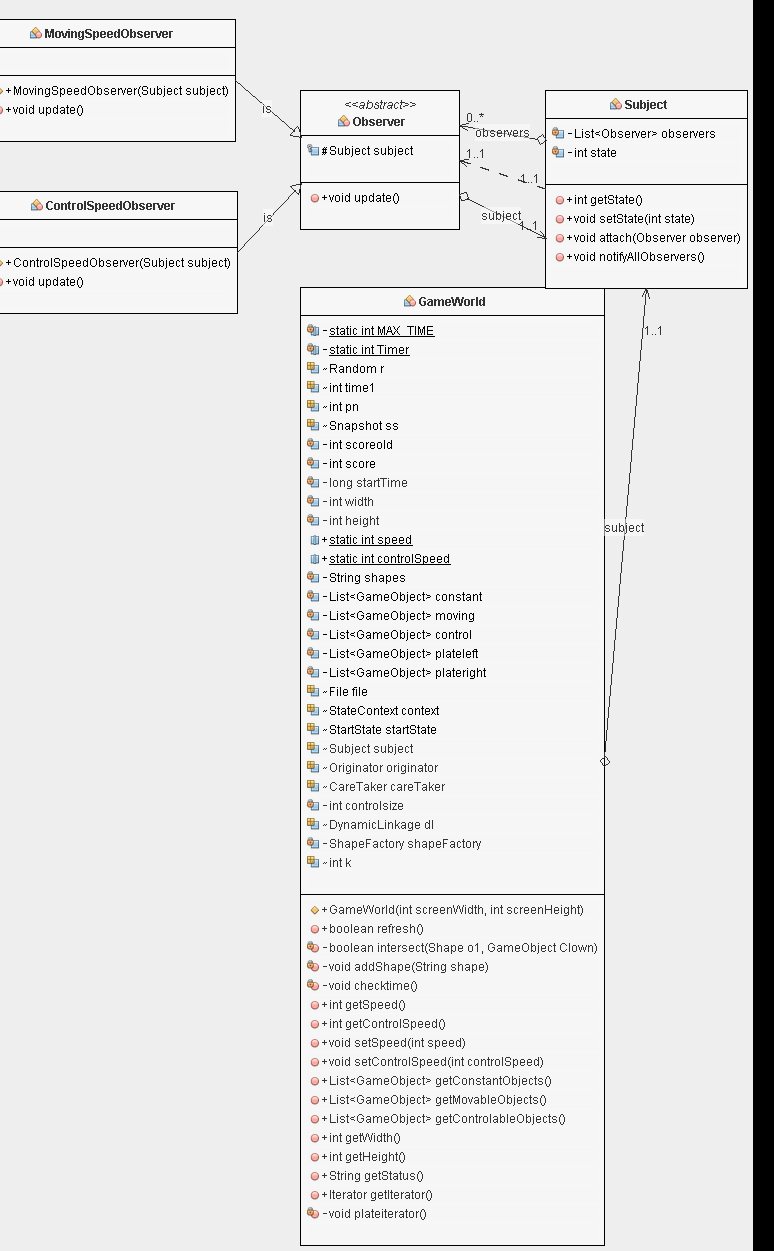 MovingSpeedObserver
+MovingSpeedObserver(Subject subject)
+void update()
is
<<abstract>>
Observer
#Subject subject
+void update()
0..*
observers
1..1
1..1
subject
1..1
Subject
-List<Observer> observers
-int state
+int getState()
+void setState(int state)
+void attach(Observer observer)
+void notifyAllObservers()
ControlSpeedObserver
+ControlSpeedObserver(Subject subject)
+void update()
is
GameWorld
-static int MAX_TIME
-static int Timer
~Random r
~int time1
~int pn
~Snapshot ss
-int scoreold
-int score
-long startTime
-int width
-int height
+static int speed
+static int controlSpeed
-String shapes
-List<GameObject> constant
-List<GameObject> moving
-List<GameObject> control
-List<GameObject> plateleft
-List<GameObject> plateright
~File file
~StateContext context
~StartState startState
~Subject subject
~Originator originator
~CareTaker careTaker
-int controlsize
~DynamicLinkage dl
-ShapeFactory shapeFactory
~int k
+GameWorld(int screenWidth, int screenHeight)
+boolean refresh()
-boolean intersect(Shape o1, GameObject Clown)
-void addShape(String shape)
-void checktime()
+int getSpeed()
+int getControlSpeed()
+void setSpeed(int speed)
+void setControlSpeed(int controlSpeed)
+List<GameObject> getConstantObjects()
+List<GameObject> getMovableObjects()
+List<GameObject> getControlableObjects()
+int getWidth()
+int getHeight()
+String getStatus()
+Iterator getIterator()
-void plateiterator()
1..1
subject